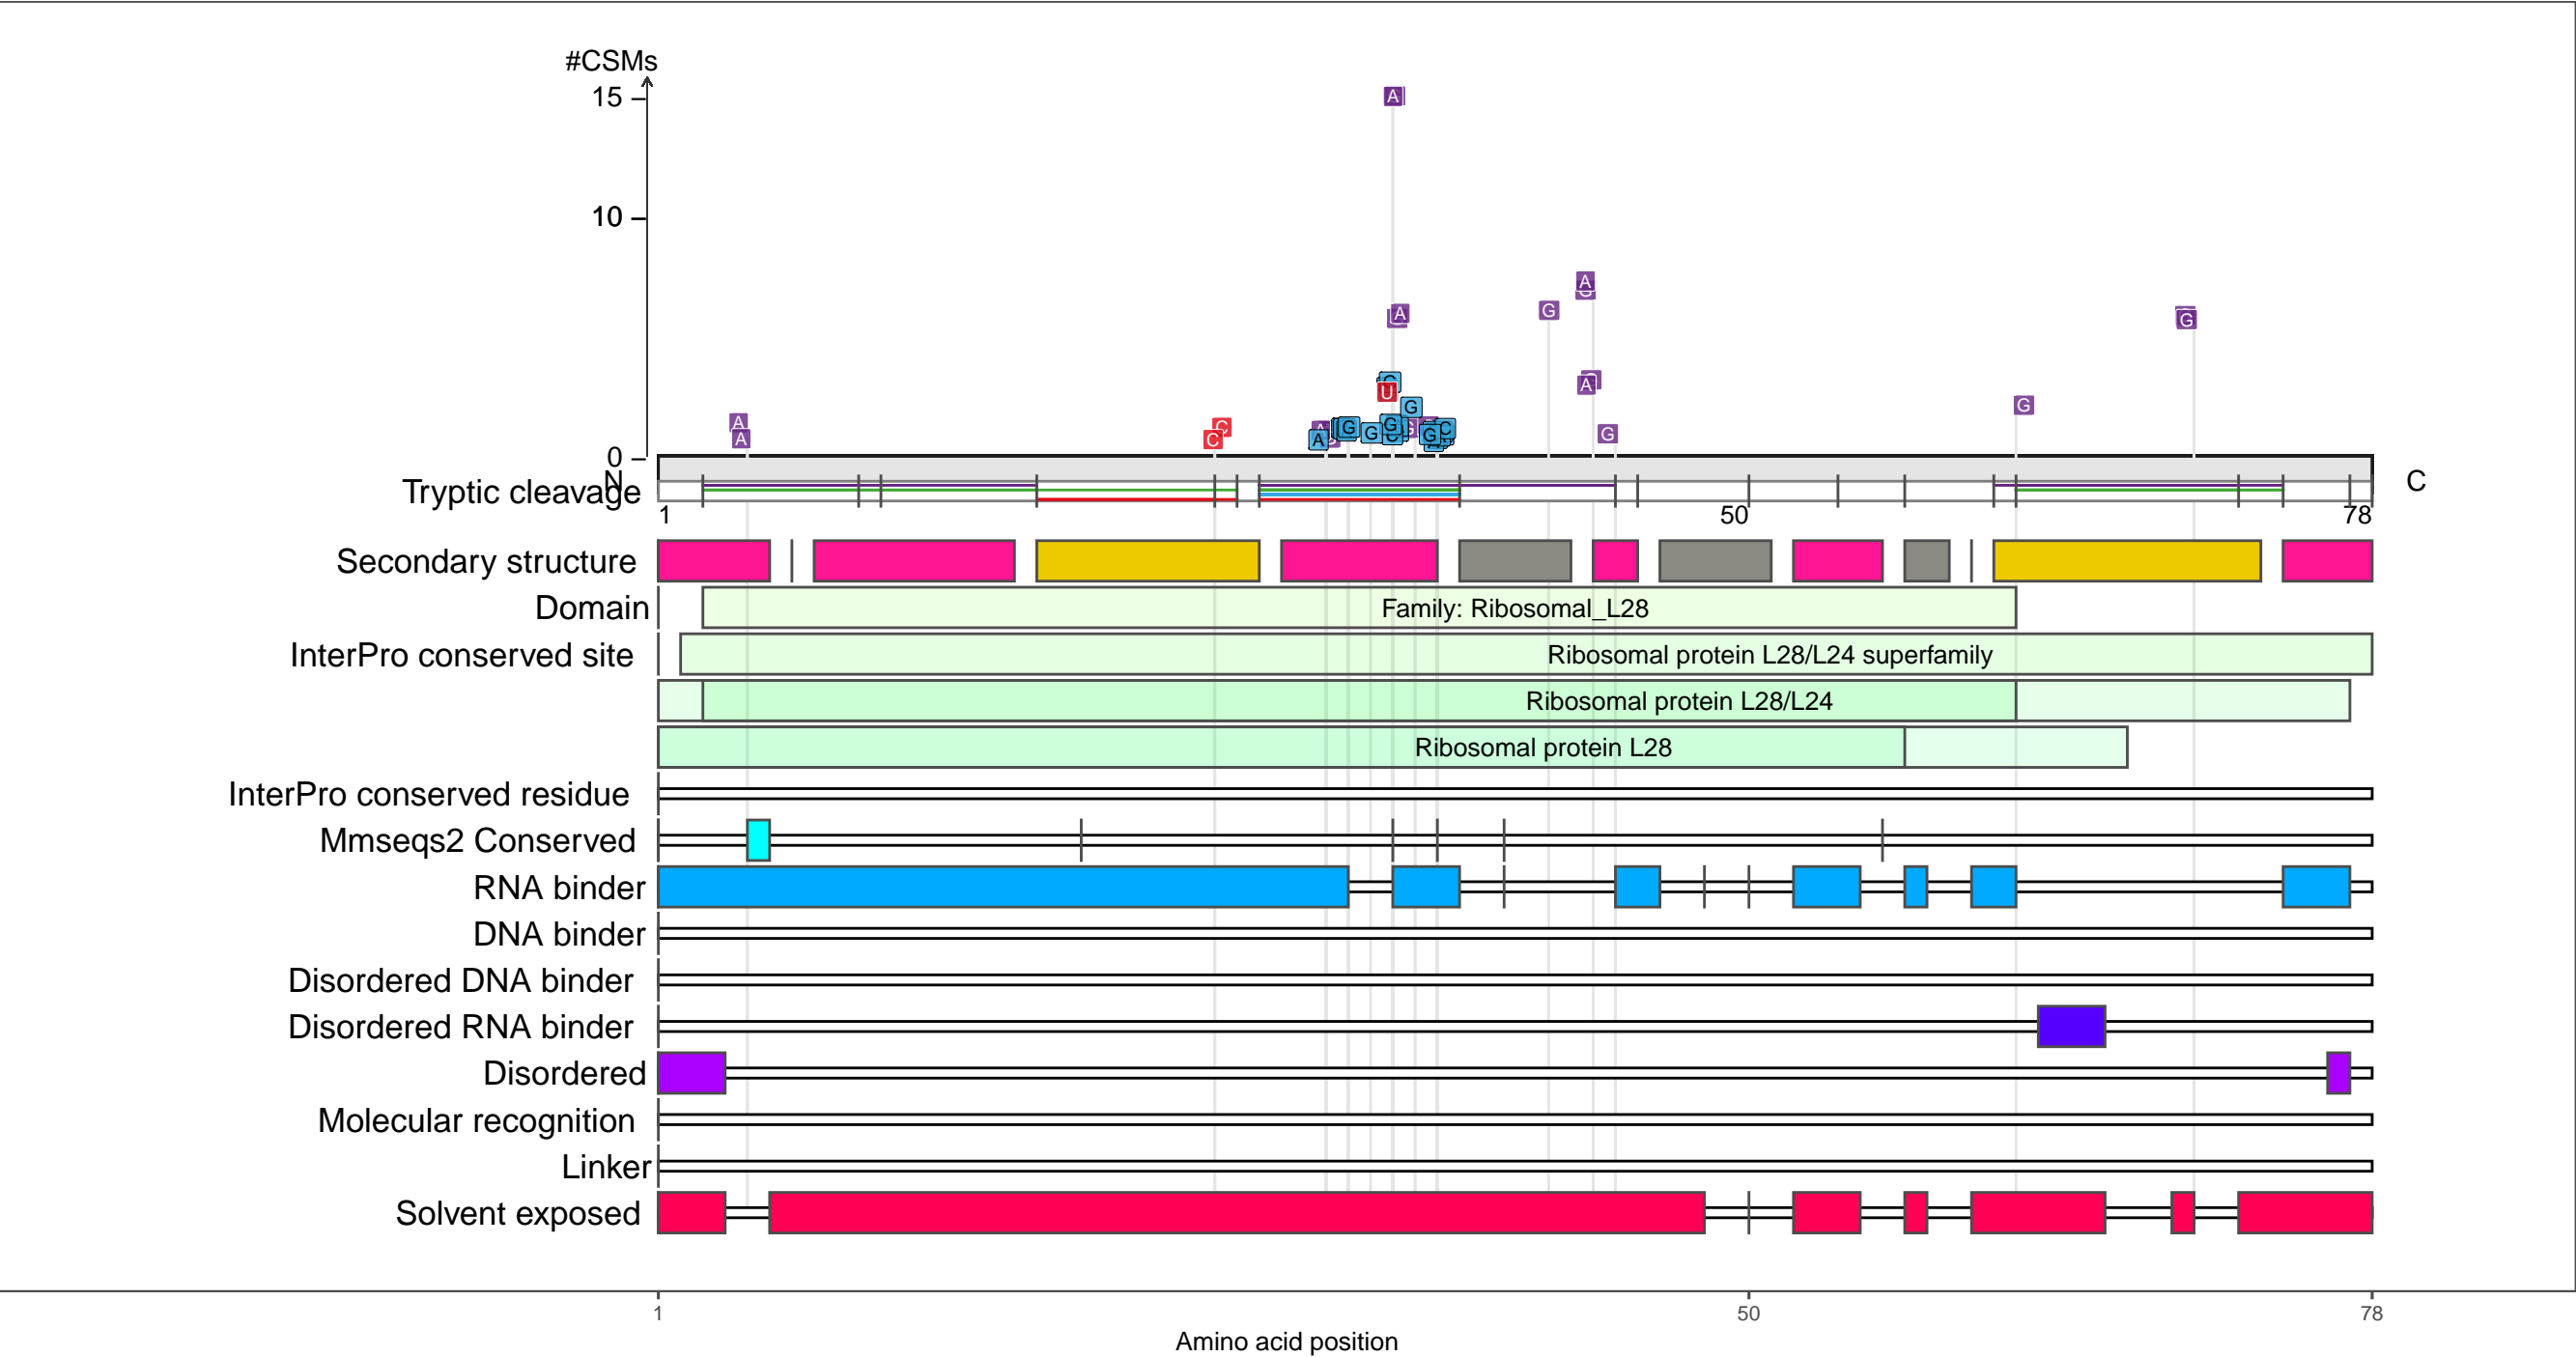 #CSMs
15
A
10
A
A
G
G
A
G
U
A
G
G
A
C
C
A
G
G
G
G
C
A
G
A
0
N
C
Tryptic cleavage
1
50
78
Secondary structure
Domain
Family: Ribosomal_L28
InterPro conserved site
Ribosomal protein L28/L24 superfamily
Ribosomal protein L28/L24
Ribosomal protein L28
InterPro conserved residue
Mmseqs2 Conserved
RNA binder
DNA binder
Disordered DNA binder
Disordered RNA binder
Disordered
Molecular recognition
Linker
Solvent exposed
1
50
78
Amino acid position